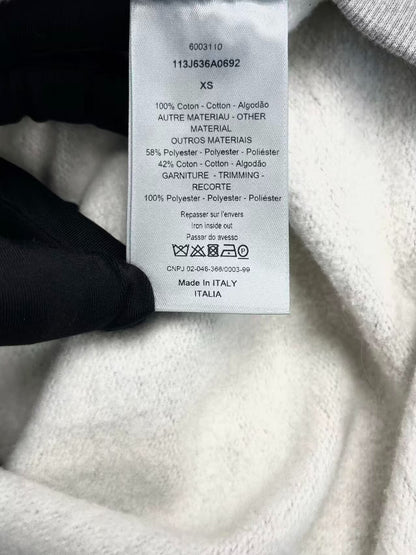 6003110
113J636A0692
XS
100% Coton - Cotton - Algodão
AUTRE MATERIAU - OTHER
MATERIAL
OUTROS MATERIAIS
58% Polyester - Polyester - Poliéster
42% Coton - Cotton - Algodão
GARNITURE - TRIMMING -
RECORTE
100% Polyester - Polyester - Poliéster
Repasser sur l'envers
Iron inside out
Passar do avesso
P
CNPJ 02-046-366/0003-99
Made In ITALY
ITALIA